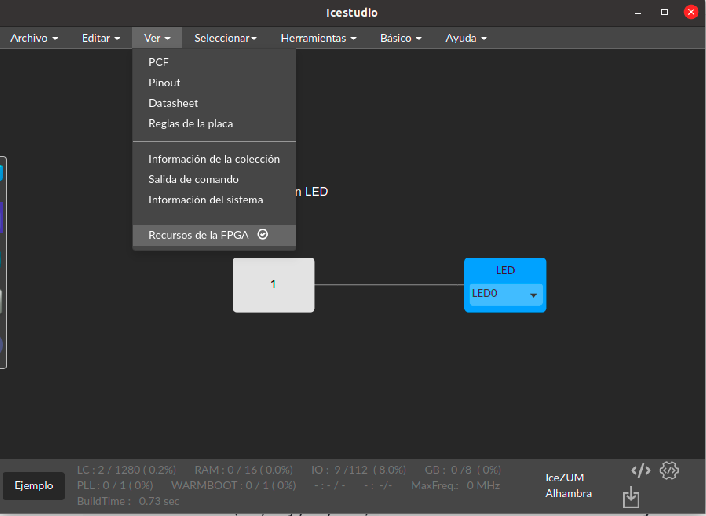 Icestudio
Archivo Editar Ver Seleccionar Herramientas Básico Ayuda
PCF
Pinout
Datasheet
Reglas de la placa
Información de la colección
Salida de comando
Información del sistema
Recursos de la FPGA
n LED
1
LED
LED0
Ejemplo
LC : 2 / 1280 ( 0.2%) RAM : 0 / 16 ( 0.0%) IO : 9 /112 ( 8.0%) GB : 0 /8 ( 0%)
PLL : 0 / 1 ( 0%) WARMBOOT : 0 / 1 ( 0%) - : - / - - : -/- MaxFreq.: 0 MHz
BuildTime : 0.73 sec
IceZUM
Alhambra